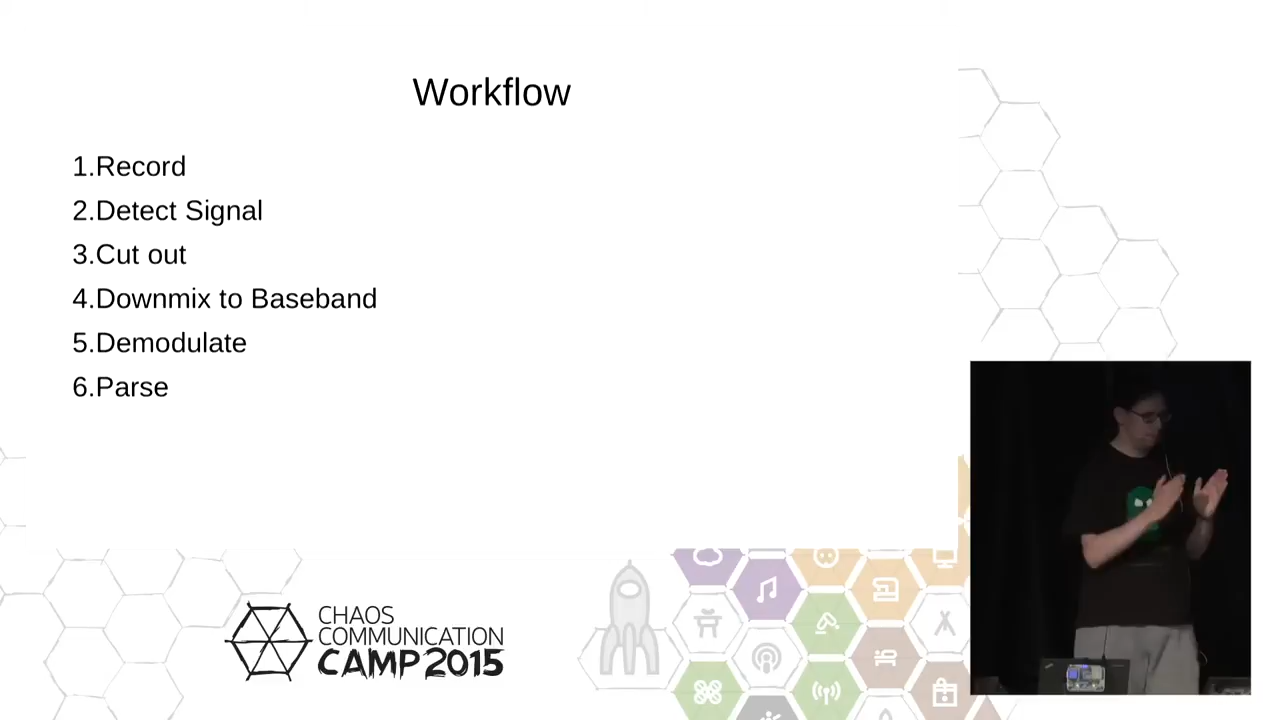 Workflow
1.Record
2.Detect Signal
3.Cut out
4.Downmix to Baseband
5.Demodulate
6.Parse
CHAOS
COMMUNICATION
CAMP 2015